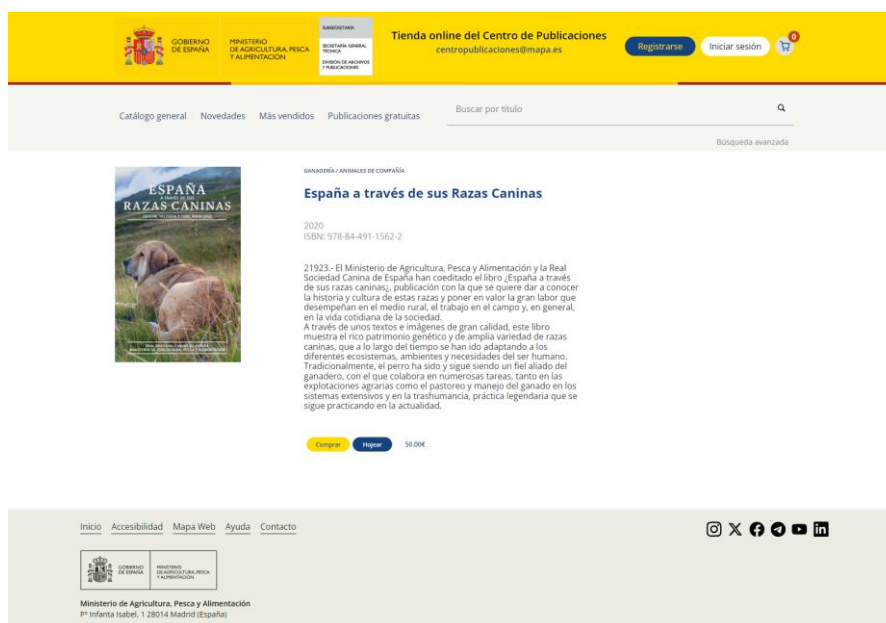 GOBIERNO
DE ESPAÑA
MINISTERIO
DE AGRICULTURA, PESCA
Y ALIMENTACIÓN
SUBSECRETARÍA
SECRETARÍA GENERAL
TÉCNICA
DIVISIÓN DE ARCHIVOS
Y PUBLICACIONES
Tienda online del Centro de Publicaciones
centropublicaciones@mapa.es
Registrarse
Iniciar sesión
0
Catálogo general Novedades Más vendidos Publicaciones gratuitas
Buscar por título
Búsqueda avanzada
ESPAÑA
A TRAVÉS DE SUS
RAZAS CANINAS
GANADERÍA / ANIMALES DE COMPAÑÍA
España a través de sus Razas Caninas
2020
ISBN: 978-84-491-1562-2
21923.- El Ministerio de Agricultura, Pesca y Alimentación y la Real
Sociedad Canina de España han coeditado el libro ¿España a través
de sus razas caninas¿, publicación con la que se quiere dar a conocer
la historia y cultura de estas razas y poner en valor la gran labor que
desempeñan en el medio rural, el trabajo en el campo y, en general,
en la vida cotidiana de la sociedad.
A través de unos textos e imágenes de gran calidad, este libro
muestra el rico patrimonio genético y de amplia variedad de razas
caninas, que a lo largo del tiempo se han ido adaptando a los
diferentes ecosistemas, ambientes y necesidades del ser humano.
Tradicionalmente, el perro ha sido y sigue siendo un fiel aliado del
ganadero, con el que colabora en numerosas tareas, tanto en las
explotaciones agrarias como el pastoreo y manejo del ganado en los
sistemas extensivos y en la trashumancia, práctica legendaria que se
sigue practicando en la actualidad.
Comprar Hojear 50.00€
Inicio Accesibilidad Mapa Web Ayuda Contacto
GOBIERNO
DE ESPAÑA
MINISTERIO
DE AGRICULTURA, PESCA
Y ALIMENTACIÓN
Ministerio de Agricultura, Pesca y Alimentación
Pº Infanta Isabel, 1 28014 Madrid (España)